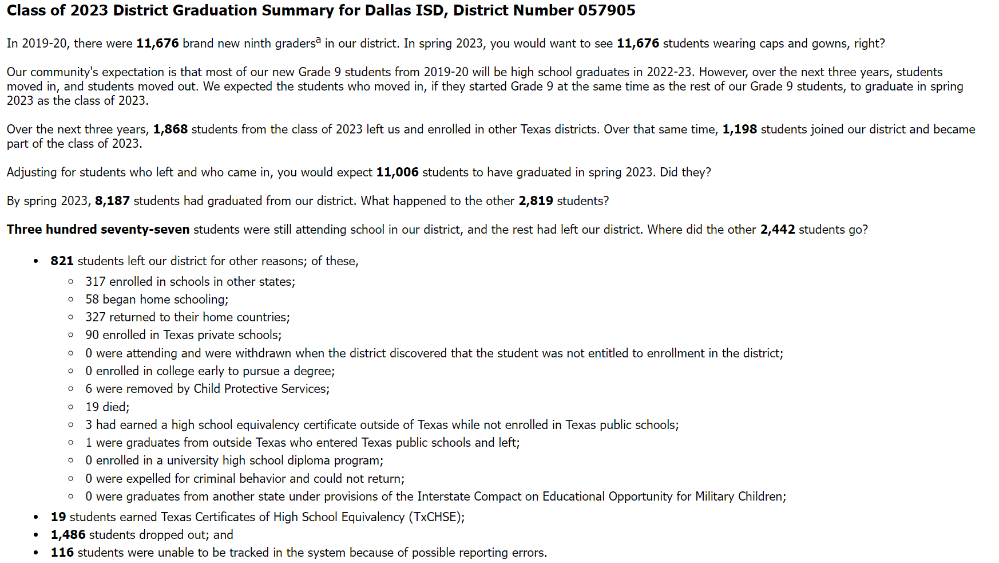 Class of 2023 District Graduation Summary for Dallas ISD, District Number 057905
In 2019-20, there were 11,676 brand new ninth gradersa in our district. In spring 2023, you would want to see 11,676 students wearing caps and gowns, right?
Our community's expectation is that most of our new Grade 9 students from 2019-20 will be high school graduates in 2022-23. However, over the next three years, students
moved in, and students moved out. We expected the students who moved in, if they started Grade 9 at the same time as the rest of our Grade 9 students, to graduate in spring
2023 as the class of 2023.
Over the next three years, 1,868 students from the class of 2023 left us and enrolled in other Texas districts. Over that same time, 1,198 students joined our district and became
part of the class of 2023.
Adjusting for students who left and who came in, you would expect 11,006 students to have graduated in spring 2023. Did they?
By spring 2023, 8,187 students had graduated from our district. What happened to the other 2,819 students?
Three hundred seventy-seven students were still attending school in our district, and the rest had left our district. Where did the other 2,442 students go?
• 821 students left our district for other reasons; of these,
◦ 317 enrolled in schools in other states;
◦ 58 began home schooling;
◦ 327 returned to their home countries;
◦ 90 enrolled in Texas private schools;
◦ 0 were attending and were withdrawn when the district discovered that the student was not entitled to enrollment in the district;
◦ 0 enrolled in college early to pursue a degree;
◦ 6 were removed by Child Protective Services;
◦ 19 died;
◦ 3 had earned a high school equivalency certificate outside of Texas while not enrolled in Texas public schools;
◦ 1 were graduates from outside Texas who entered Texas public schools and left;
◦ 0 enrolled in a university high school diploma program;
◦ 0 were expelled for criminal behavior and could not return;
◦ 0 were graduates from another state under provisions of the Interstate Compact on Educational Opportunity for Military Children;
• 19 students earned Texas Certificates of High School Equivalency (TxCHSE);
• 1,486 students dropped out; and
• 116 students were unable to be tracked in the system because of possible reporting errors.